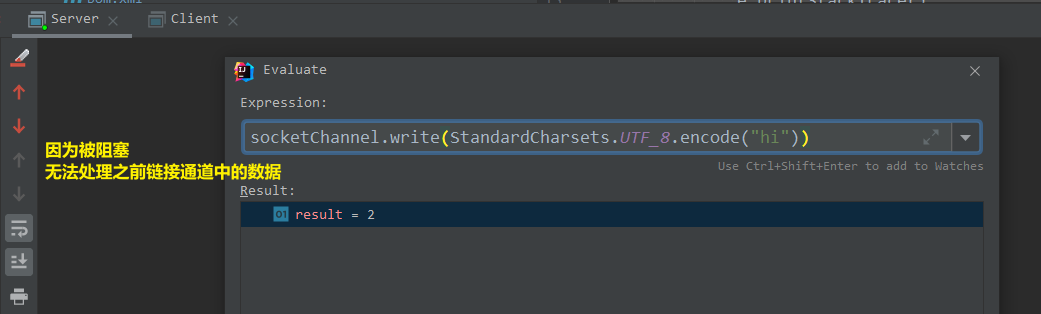 Server
Client
Evaluate
Expression:
socketChannel.write(StandardCharsets.UTF_8.encode("hi"))
Use Ctrl+Shift+Enter to add to Watches
因为被阻塞
无法处理之前链接通道中的数据
Result:
01 result = 2